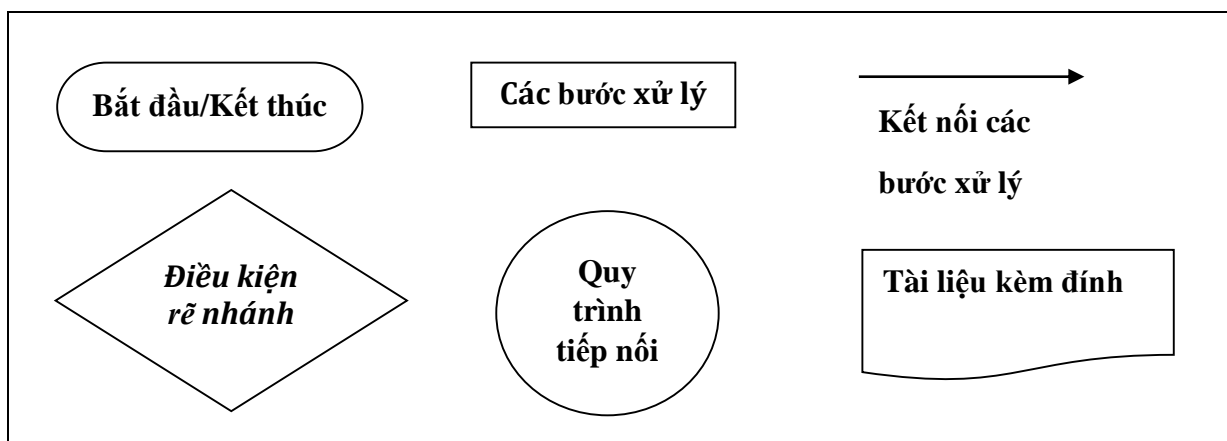 Bắt đầu/Kết thúc
Các bước xử lý
Kết nối các
bước xử lý
Điều kiện
rẽ nhánh
Quy
trình
tiếp nối
Tài liệu kèm đính